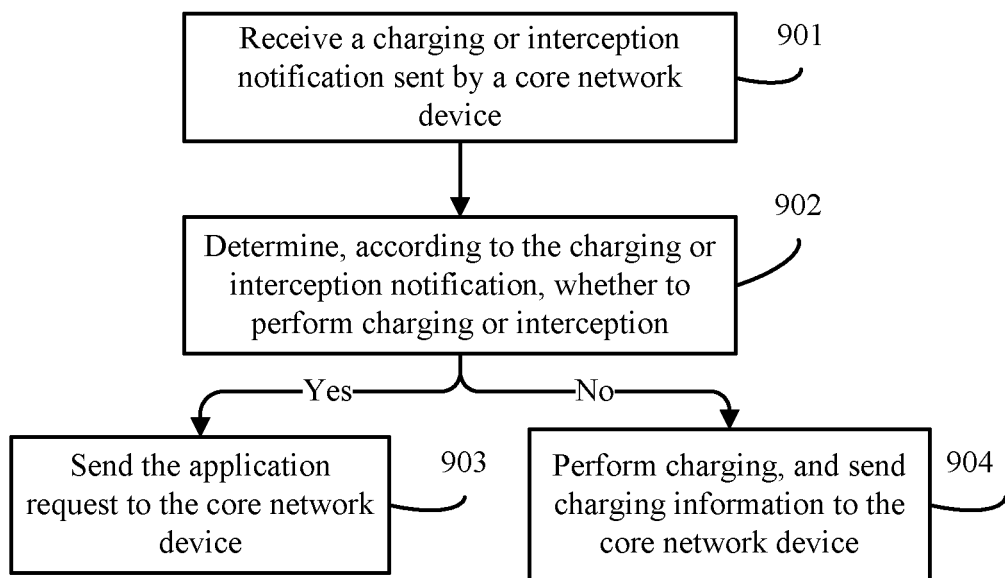 Receive a charging or interception
notification sent by a core network
device
901
Determine, according to the charging or
interception notification, whether to
perform charging or interception
902
Yes
No
Send the application
request to the core network
device
903
Perform charging, and send
charging information to the
core network device
904